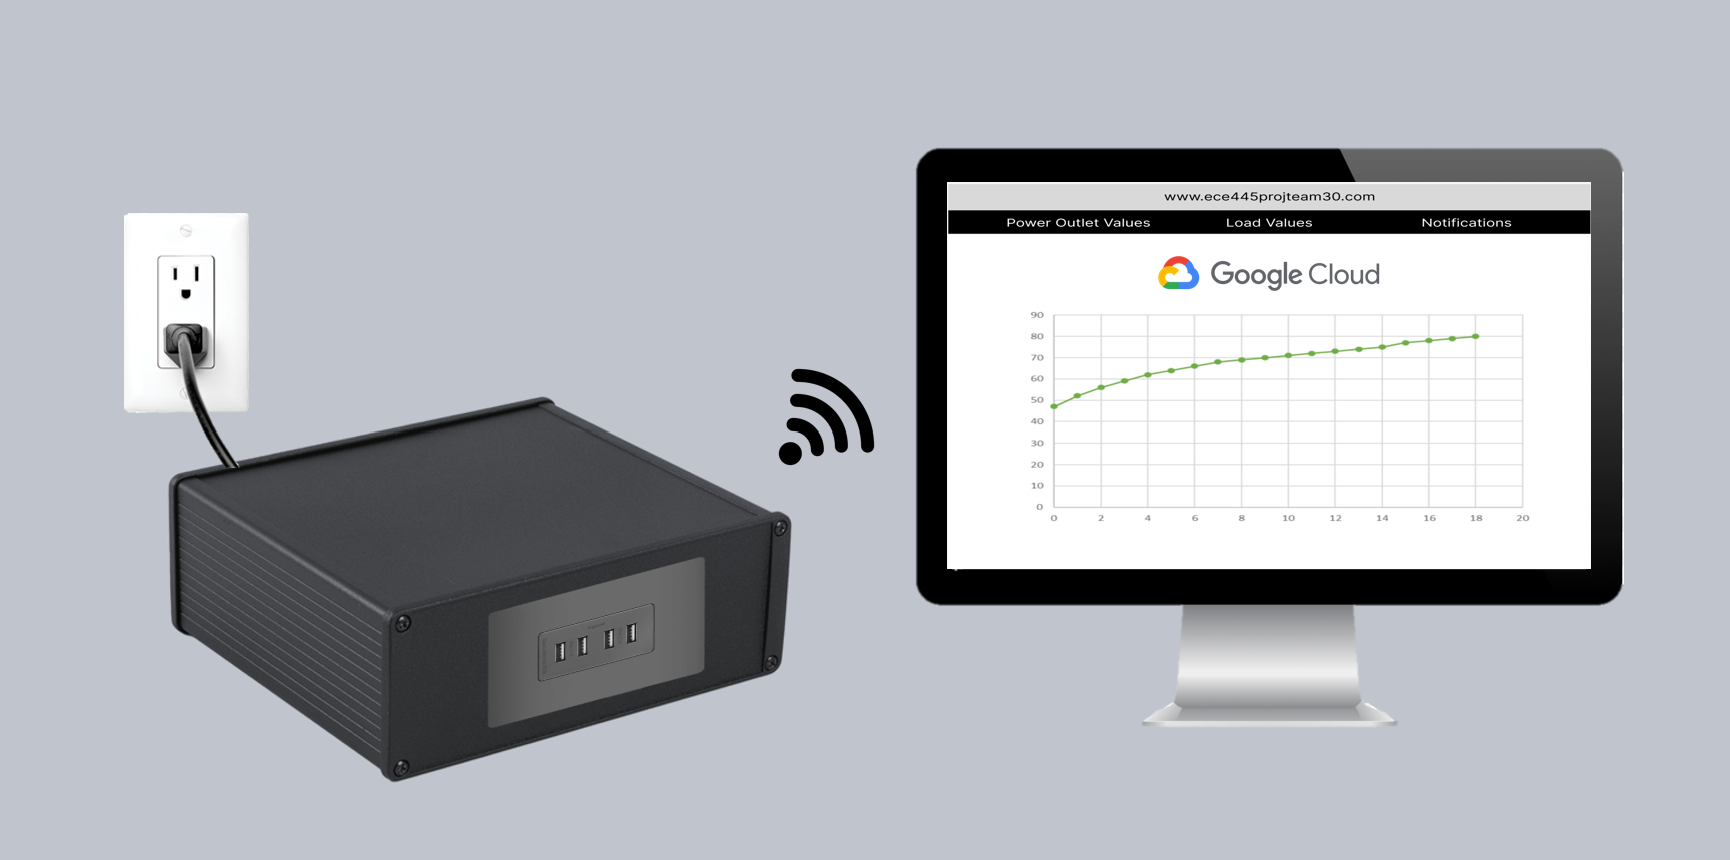 www.ece445projteam30.com
Power Outlet Values Load Values Notifications
Google Cloud
90
80
70
60
50
40
30
20
10
0
0 2 4 6 8 10 12 14 16 18 20